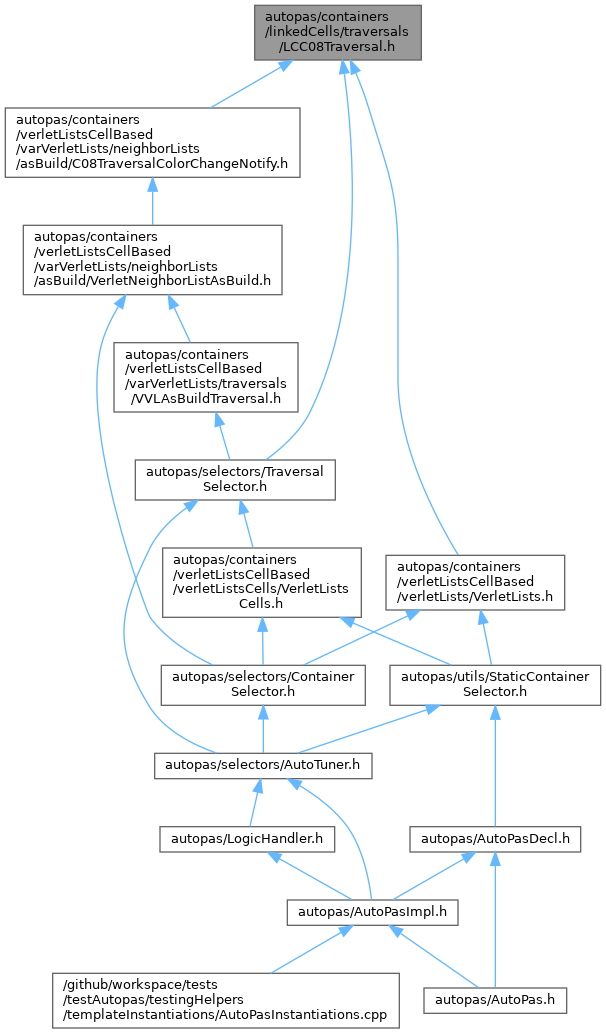 autopas/containers
/linkedCells/traversals
/LCC08Traversal.h
autopas/containers
/verletListsCellBased
/varVerletLists/neighborLists
/asBuild/C08TraversalColorChangeNotify.h
autopas/containers
/verletListsCellBased
/varVerletLists/neighborLists
/asBuild/VerletNeighborListAsBuild.h
autopas/containers
/verletListsCellBased
/varVerletLists/traversals
/VVLAsBuildTraversal.h
autopas/selectors/Traversal
Selector.h
autopas/containers
/verletListsCellBased
/verletListsCells/VerletLists
Cells.h
autopas/containers
/verletListsCellBased
/verletLists/VerletLists.h
autopas/selectors/Container
Selector.h
autopas/utils/StaticContainer
Selector.h
autopas/selectors/AutoTuner.h
autopas/LogicHandler.h
autopas/AutoPasDecl.h
autopas/AutoPasImpl.h
/github/workspace/tests
/testAutopas/testingHelpers
/templateInstantiations/AutoPasInstantiations.cpp
autopas/AutoPas.h